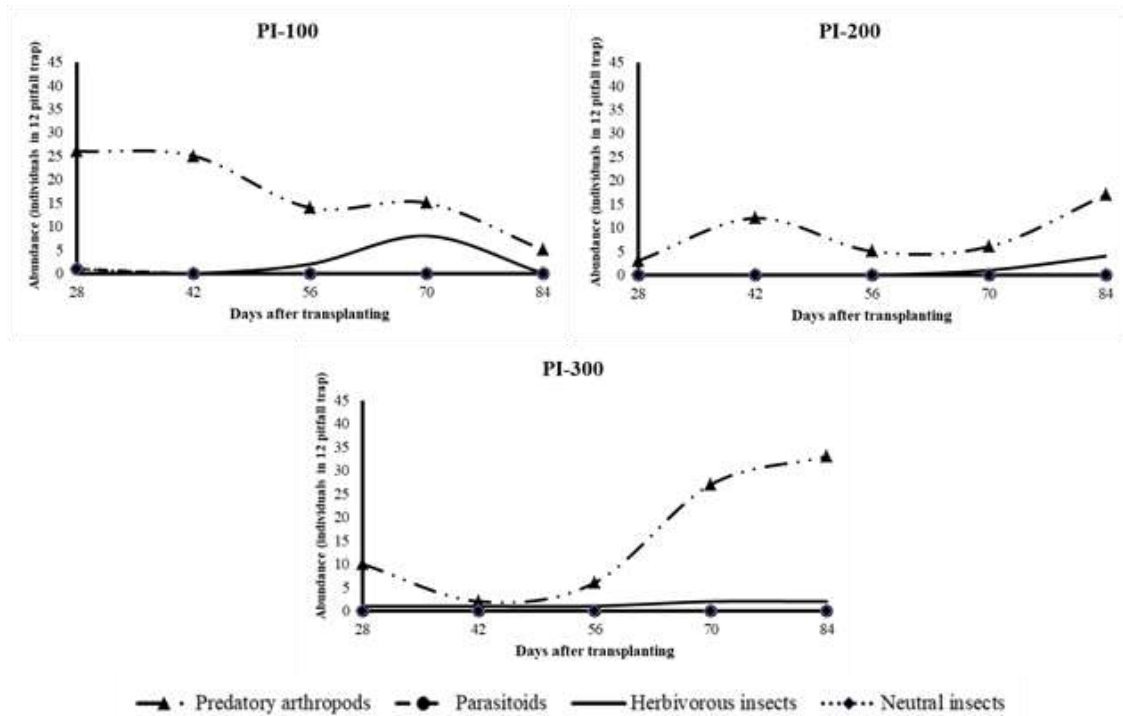 PI-100
Abundance (individuals in 12 pitfall trap)
45
40
35
30
25
20
15
10
5
0
28 42 56 70 84
Days after transplanting
PI-200
Abundance (individuals in 12 pitfall trap)
45
40
35
30
25
20
15
10
5
0
28 42 56 70 84
Days after transplanting
PI-300
Abundance (individuals in 12 pitfall trap)
45
40
35
30
25
20
15
10
5
0
28 42 56 70 84
Days after transplanting
Predatory arthropods Parasitoids Herbivorous insects Neutral insects